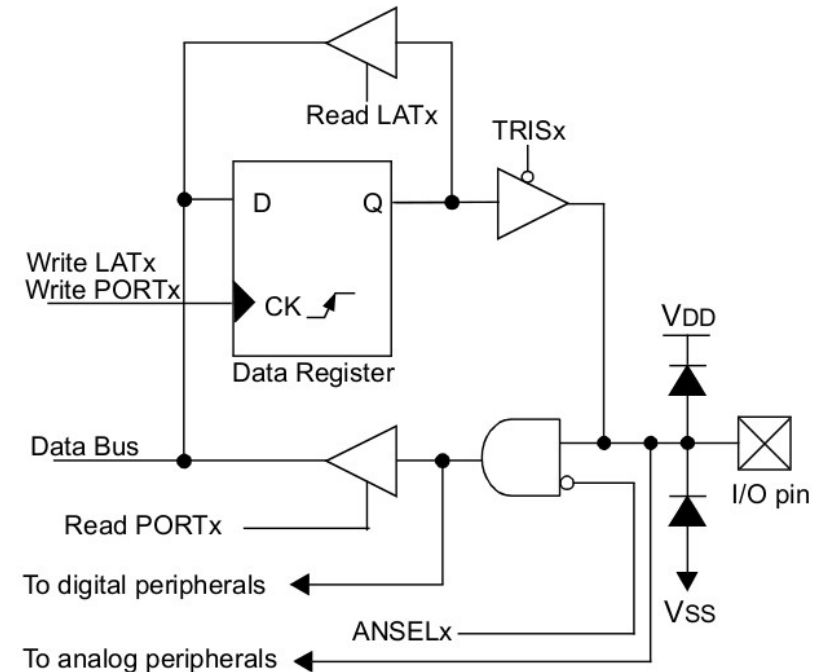 Read LATx
TRISx
D
Q
Write LATx
Write PORTx
CK
VDD
Data Register
Data Bus
I/O pin
Read PORTx
To digital peripherals
VSS
ANSELx
To analog peripherals